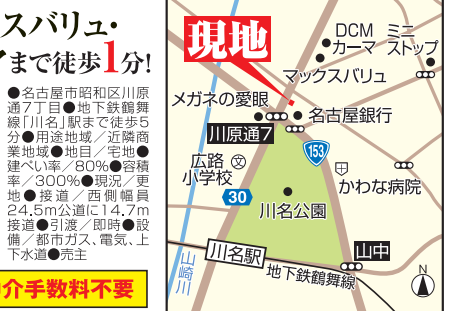 スバリュ・
まで徒歩1分!
●名古屋市昭和区川原
通7丁目●地下鉄鶴舞
線「川名」駅まで徒歩5
分●用途地域/近隣商
業地域●地目/宅地●
建ぺい率/80%●容積
率/300%●現況/更
地●接道/西側幅員
24.5m公道に14.7m
接道●引渡/即時●設
備/都市ガス、電気、上
下水道●売主
介手数料不要
現地
DCM
カーマ
ミニ
ストップ
マックスバリュ
メガネの愛眼
名古屋銀行
川原通7
153
広路
小学校
文
かわな病院
30
川名公園
川名駅
山中
地下鉄鶴舞線
山崎川
N